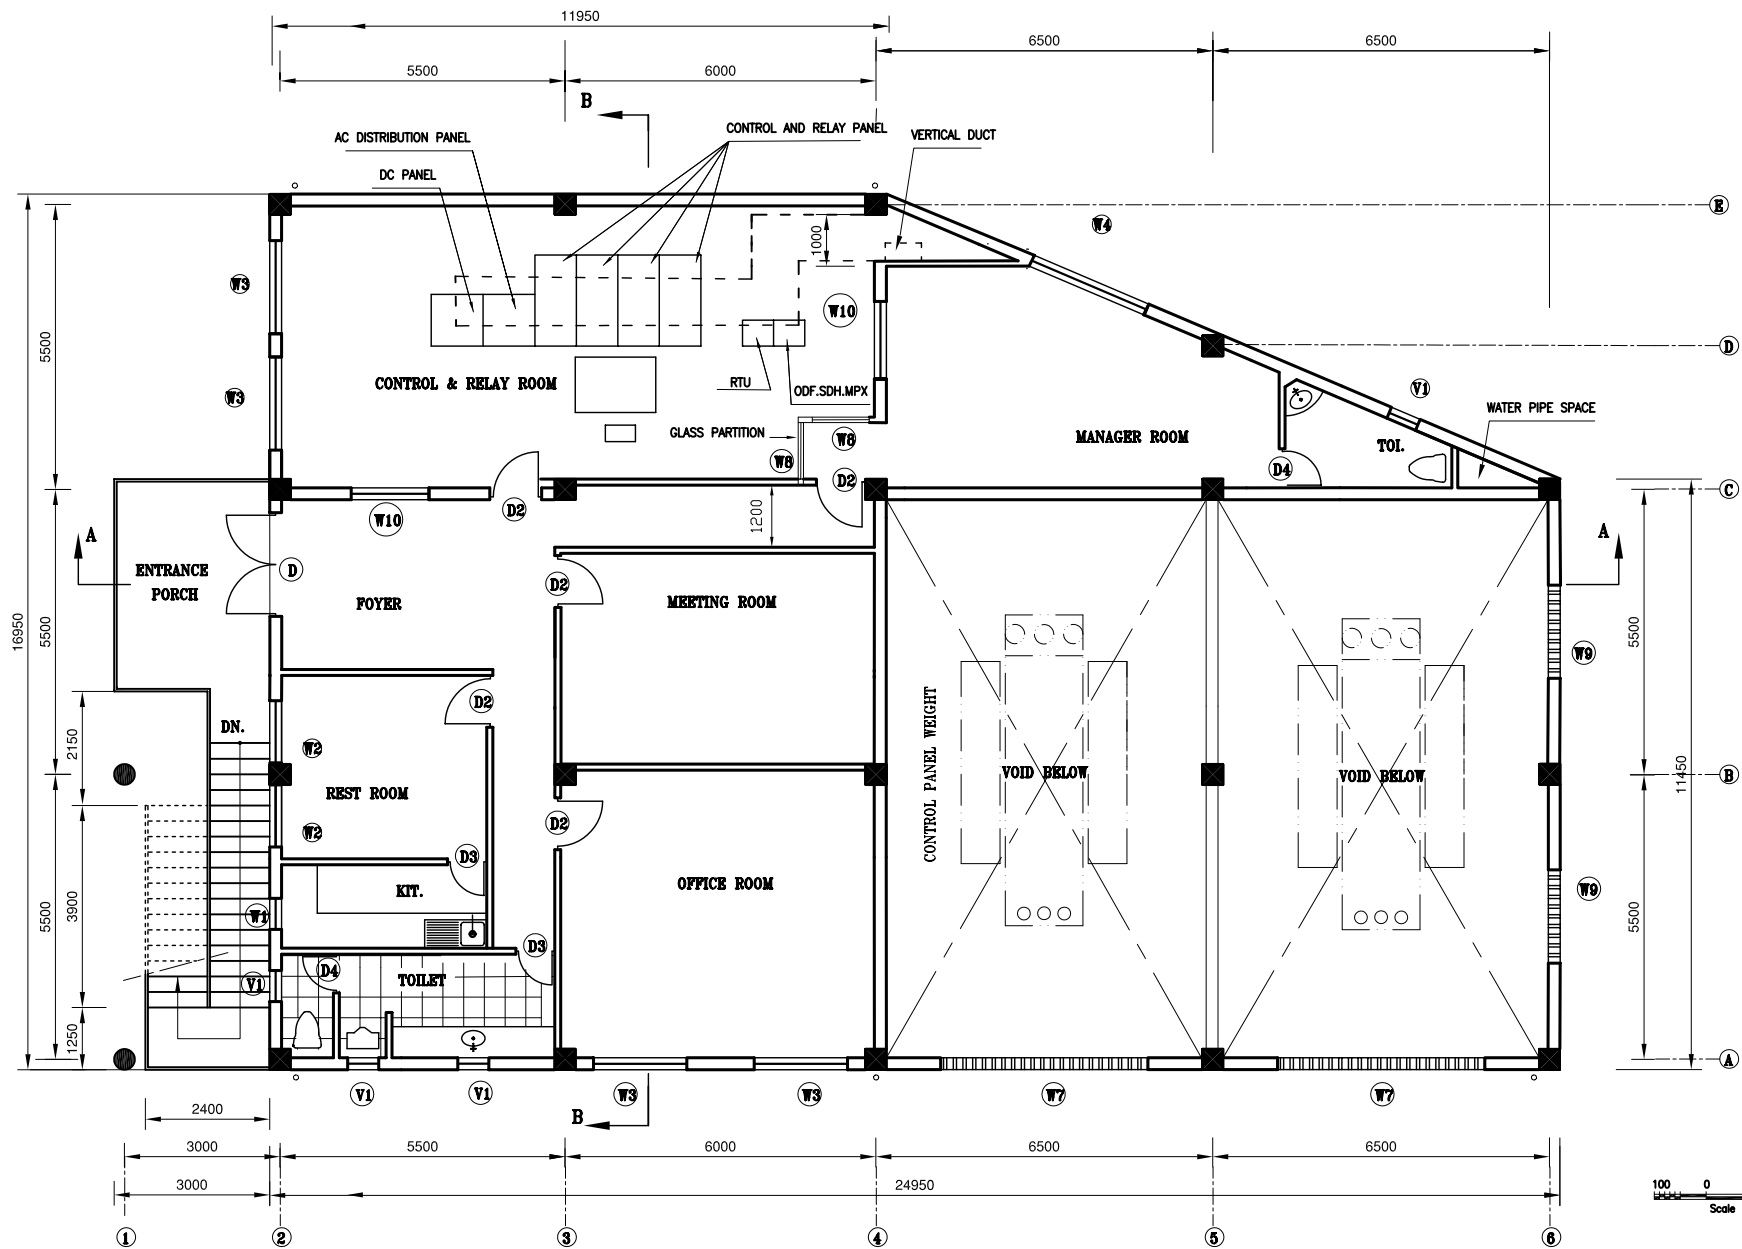 11950
6500
6500
5500
6000
B
CONTROL AND RELAY PANEL
VERTICAL DUCT
AC DISTRIBUTION PANEL
DC PANEL
E
W4
1000
W3
W10
5500
D
RTU
ODF.SDH.MPX
CONTROL & RELAY ROOM
W3
V1
WATER PIPE SPACE
GLASS PARTITION
W8
MANAGER ROOM
TOI.
W8
D4
D2
C
D2
W10
1200
A
A
ENTRANCE
PORCH
D
D2
FOYER
MEETING ROOM
16950
5500
5500
W9
CONTROL PANEL WEIGHT
D2
DN.
2150
W2
VOID BELOW
VOID BELOW
B
11450
REST ROOM
W2
D2
D3
OFFICE ROOM
KIT.
W9
3900
5500
5500
W1
D3
D4
TOILET
V1
1250
A
V1
V1
W3
W3
W7
W7
B
2400
3000
5500
6000
6500
6500
3000
24950
100 0
Scale
1
2
3
4
5
6